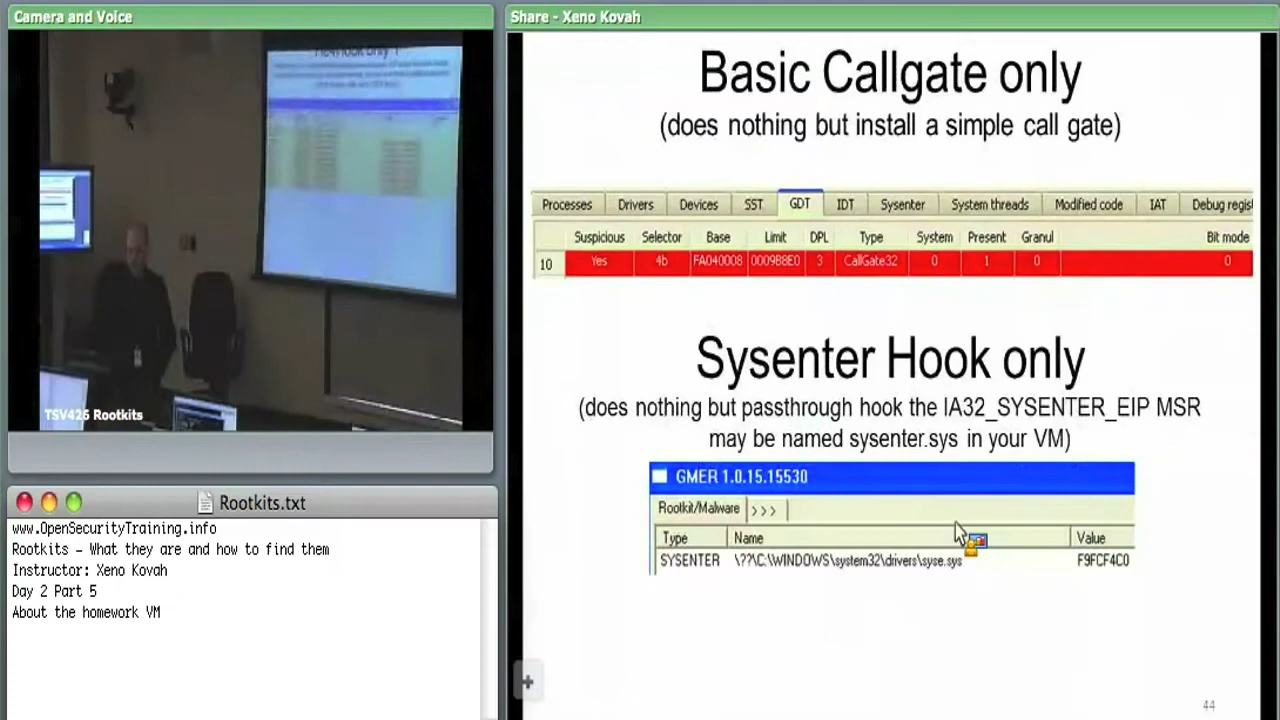 Camera and Voice
TSV426 Rootkits
Rootkits.txt
www.OpenSecurityTraining.info
Rootkits – What they are and how to find them
Instructor: Xeno Kovah
Day 2 Part 5
About the homework VM
Share - Xeno Kovah
Basic Callgate only
(does nothing but install a simple call gate)
Processes Drivers Devices SST GDT IDT Sysenter System threads Modified code IAT Debug regist
Suspicious Selector Base Limit DPL Type System Present Granul Bit mode
10 Yes 4b FA040008 0009B8E0 3 CallGate32 0 1 0 0
Sysenter Hook only
(does nothing but passthrough hook the IA32_SYSENTER_EIP MSR
may be named sysenter.sys in your VM)
GMER 1.0.15.15530
Rootkit/Malware >>>
Type Name Value
SYSENTER \??\C:\WINDOWS\system32\drivers\syse.sys F9FCF4C0
44